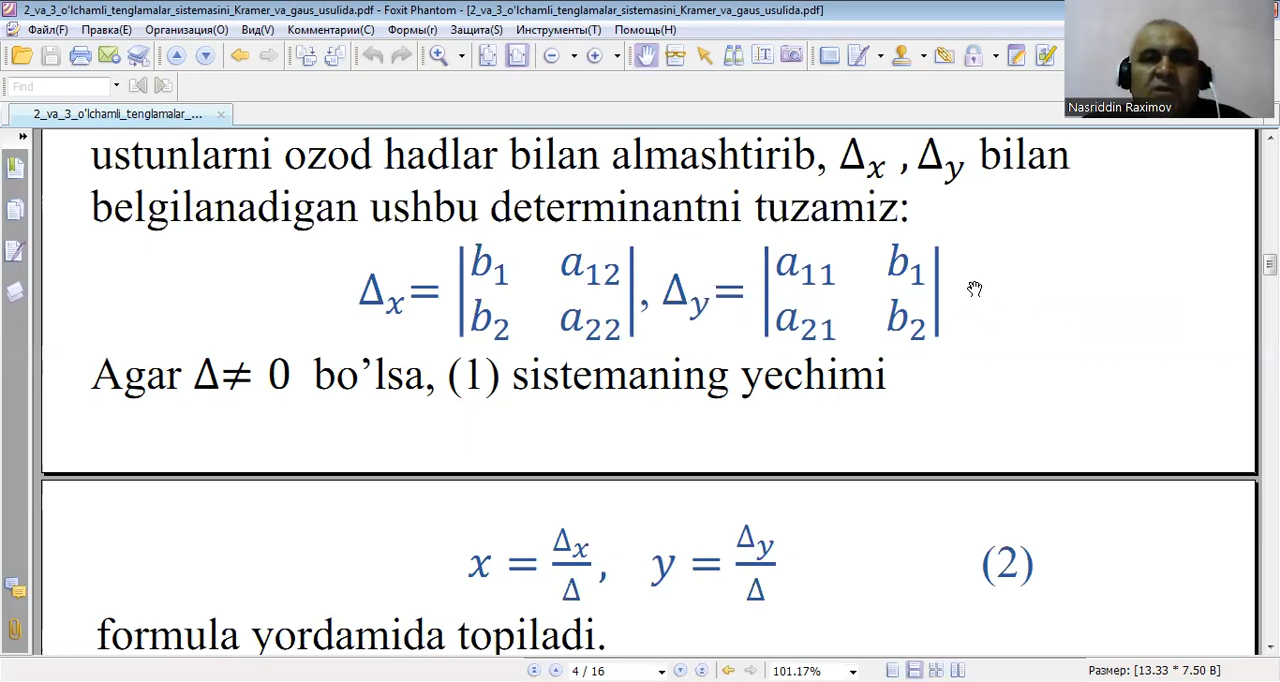 2_va_3_o'lchamli_tenglamalar_sistemasini_Kramer_va_gaus_usulida.pdf - Foxit Phantom - [2_va_3_o'lchamli_tenglamalar_sistemasini_Kramer_va_gaus_usulida.pdf]
Файл(F) Правка(E) Организация(O) Вид(V) Комментарии(C) Формы(r) Защита(S) Инструменты(T) Помощь(H)
Find
Nasriddin Raximov
2_va_3_o'lchamli_tenglamalar_...
ustunlarni ozod hadlar bilan almashtirib, Δx , Δy bilan
belgilanadigan ushbu determinantni tuzamiz:
Δx = |b1 a12; b2 a22|, Δy = |a11 b1; a21 b2|
Agar Δ≠ 0 bo’lsa, (1) sistemaning yechimi
x = Δx/Δ, y = Δy/Δ (2)
formula yordamida topiladi.
4 / 16 101.17% Размер: [13.33 * 7.50 В]